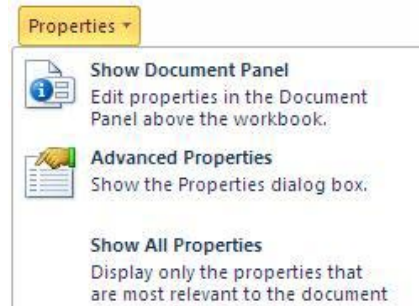 Properties
Show Document Panel
Edit properties in the Document
Panel above the workbook.
Advanced Properties
Show the Properties dialog box.
Show All Properties
Display only the properties that
are most relevant to the document